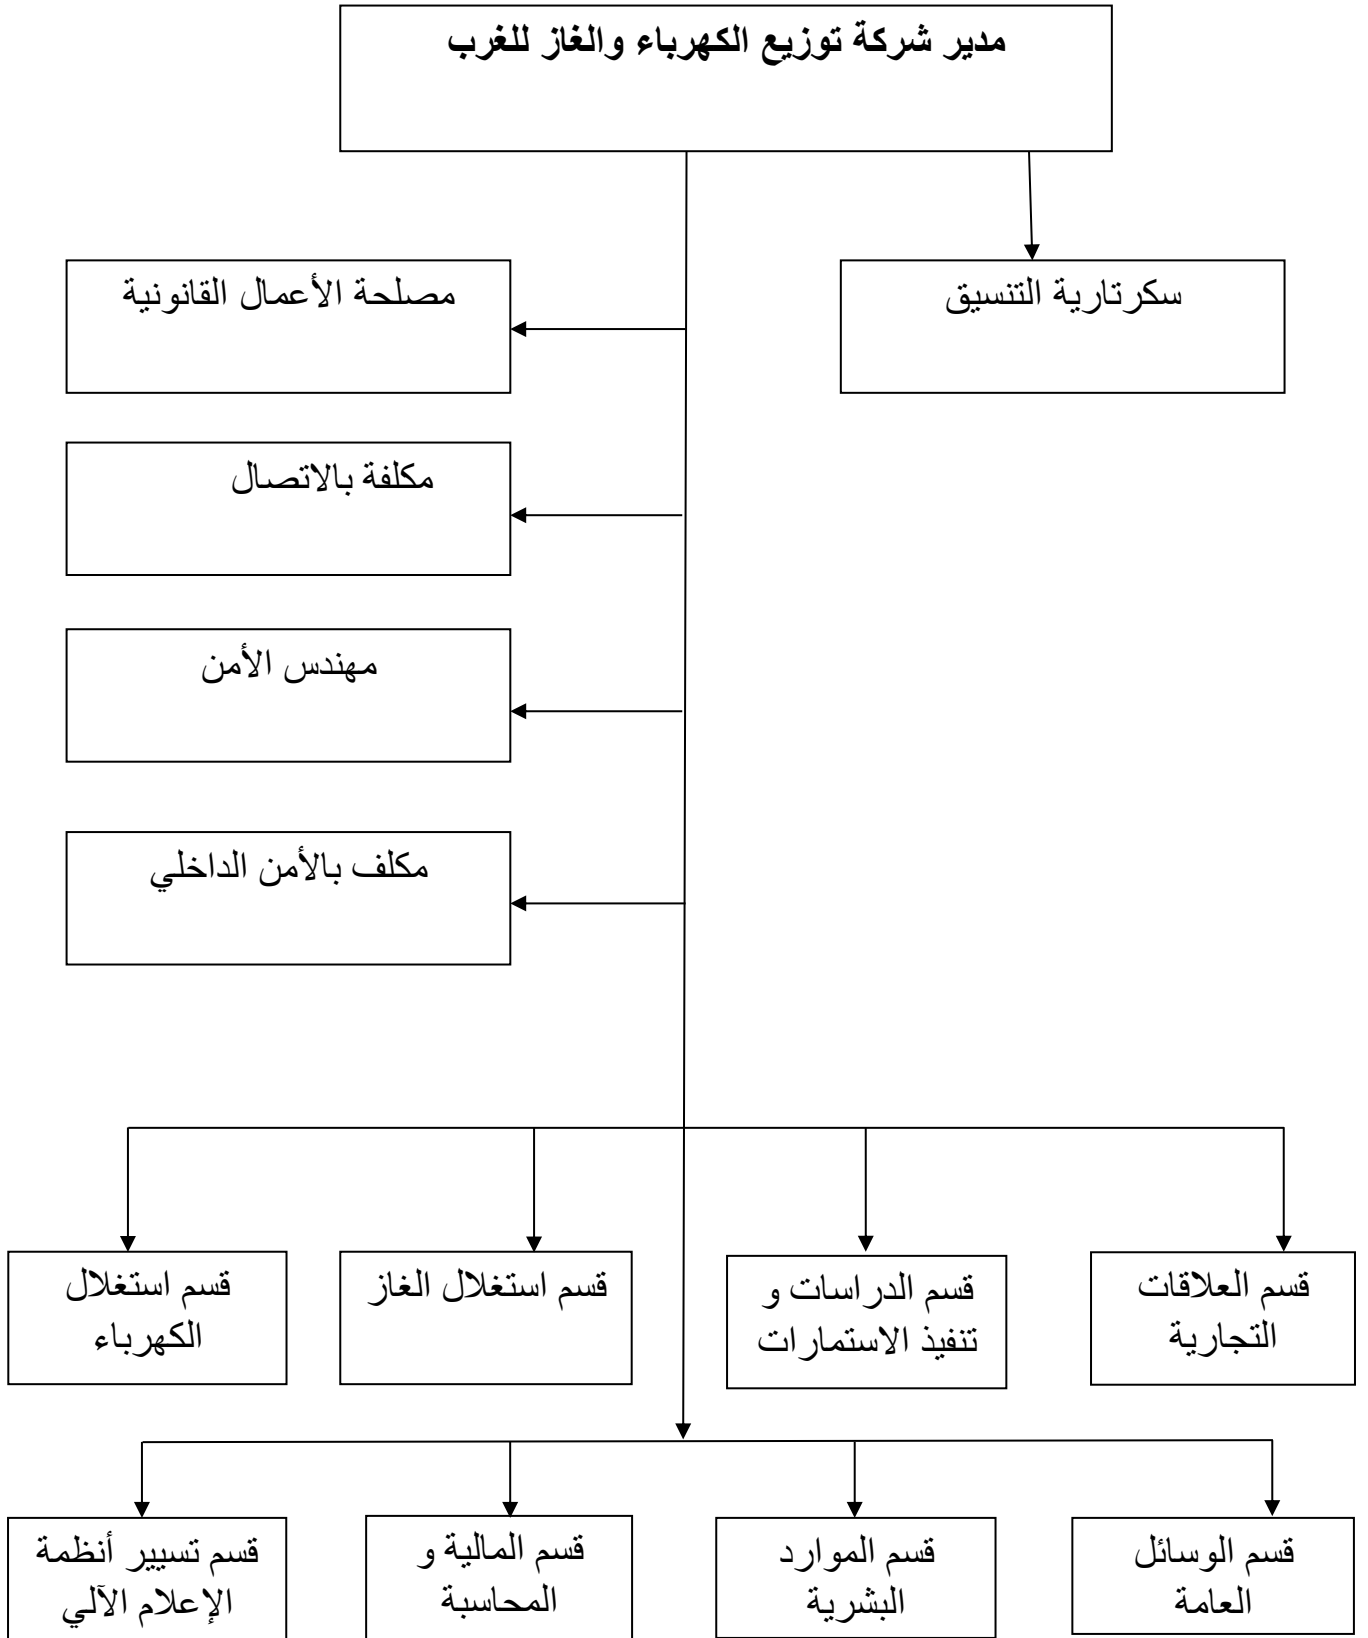 مدير شركة توزيع الكهرباء والغاز للغرب
سكرتارية التنسيق
مصلحة الأعمال القانونية
مكلفة بالاتصال
مهندس الأمن
مكلف بالأمن الداخلي
قسم العلاقات
التجارية
قسم الدراسات و
تنفيذ الاستمارات
قسم استغلال الغاز
قسم استغلال
الكهرباء
قسم الوسائل
العامة
قسم الموارد
البشرية
قسم المالية و
المحاسبة
قسم تسيير أنظمة
الإعلام الآلي